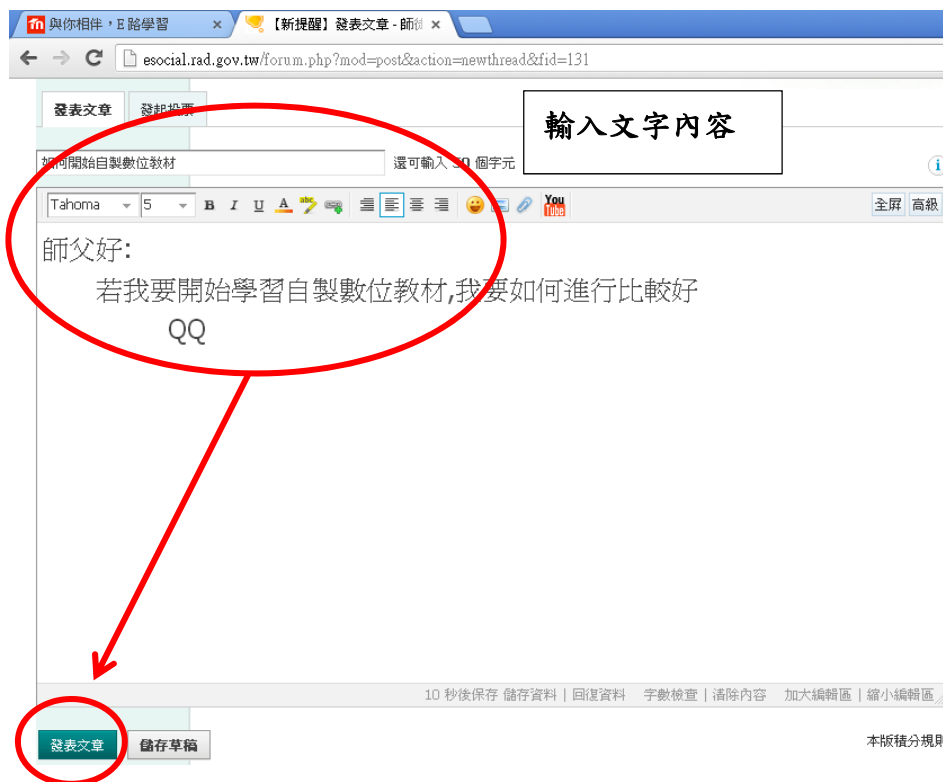 與你相伴，E路學習 × 【新提醒】發表文章 - 師徒 ×
esocial.rad.gov.tw/forum.php?mod=post&action=newthread&fid=131
發表文章 發起投票
輸入文字內容
如何開始自製數位教材 還可輸入 50 個字元
Tahoma 5 B I U A abc You Tube 全屏 高級
師父好:
若我要開始學習自製數位教材,我要如何進行比較好
QQ
10 秒後保存 儲存資料 | 回復資料 字數檢查 | 清除內容 加大編輯區 | 縮小編輯區
發表文章 儲存草稿 本版積分規則